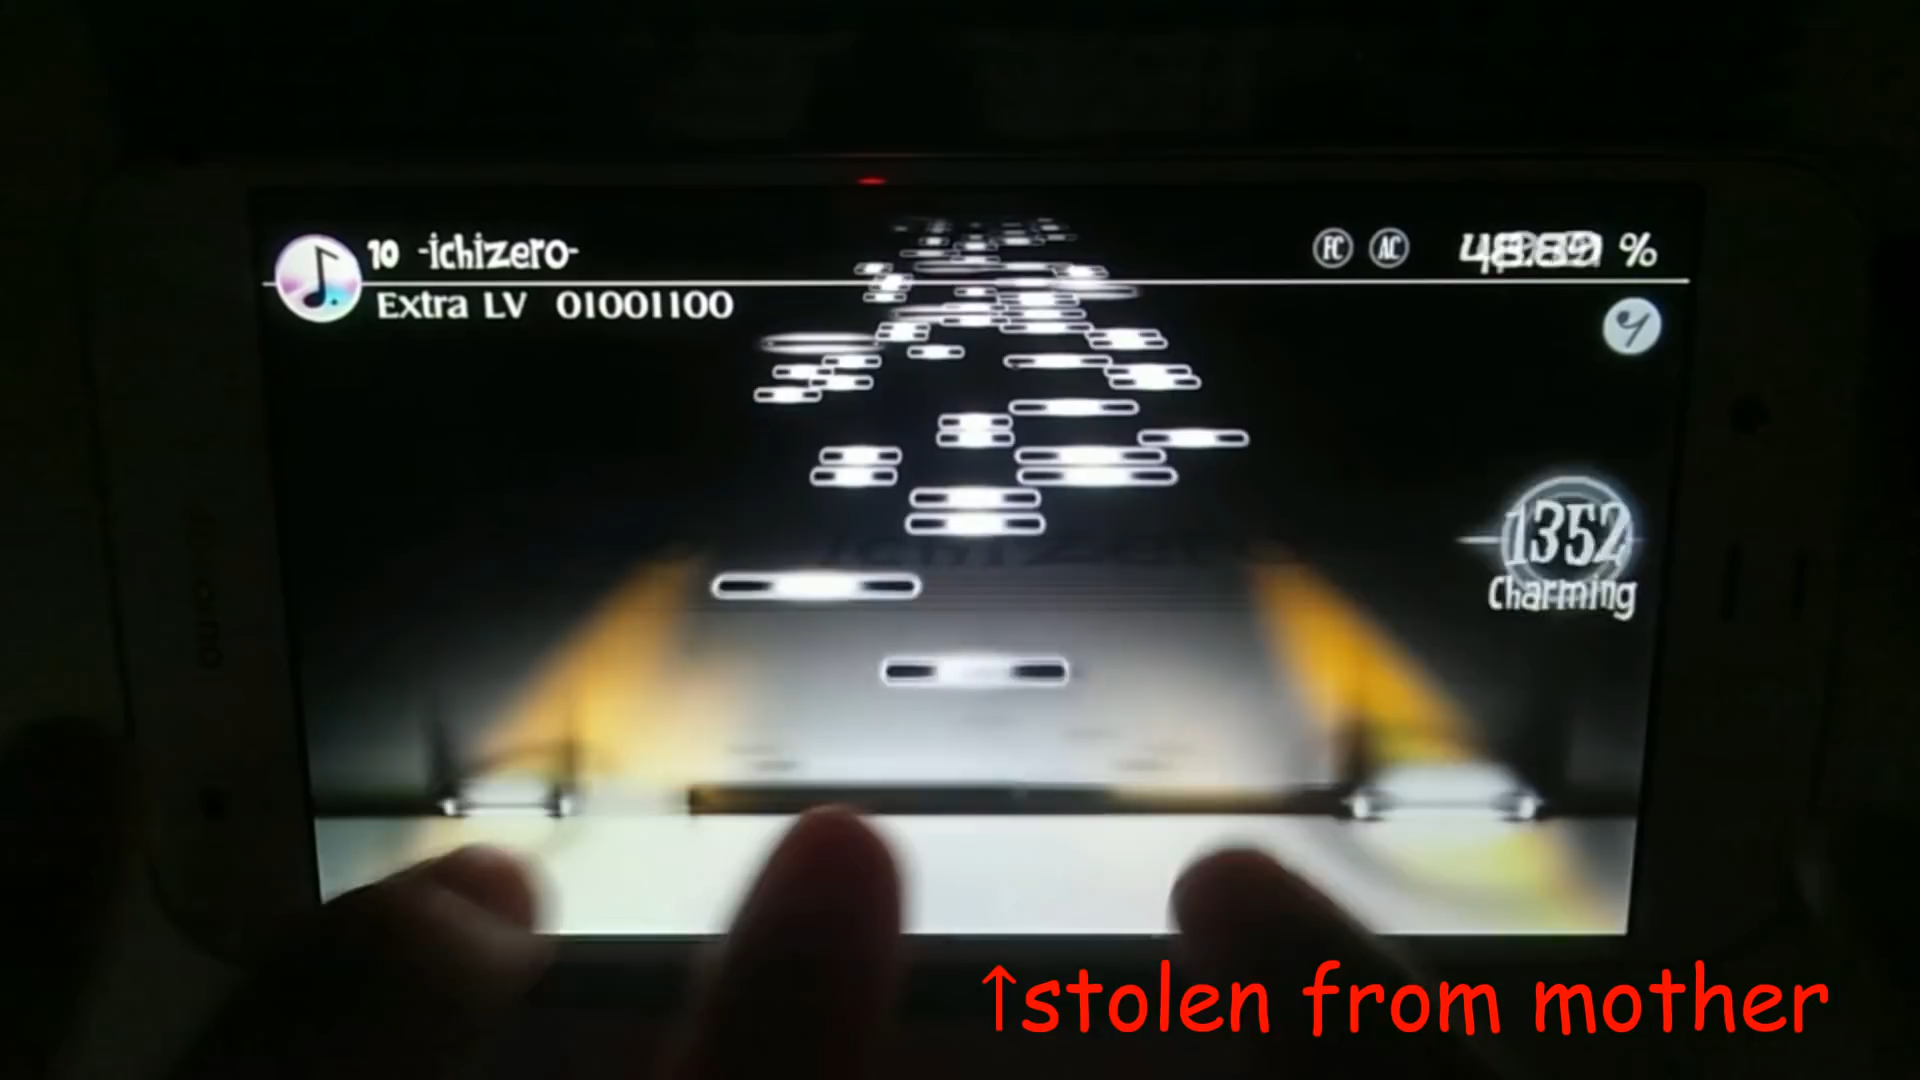 10 -ichizero-
FC AC
%
Extra LV 01001100
1352
Charming
↑stolen from mother